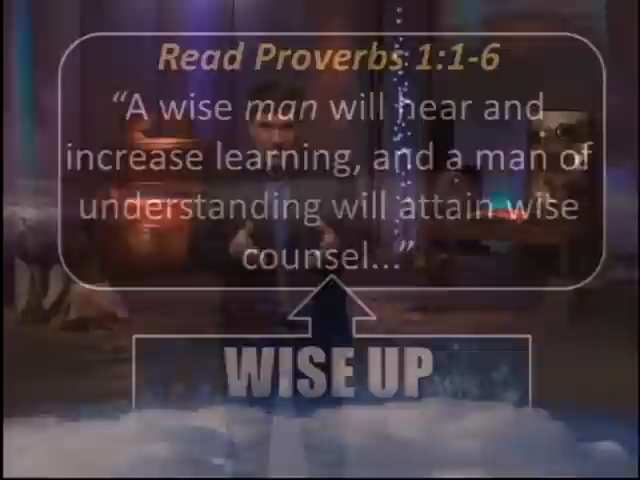 Read Proverbs 1:1-6
“A wise man will hear and
increase learning, and a man of
understanding will attain wise
counsel...”
WISE UP